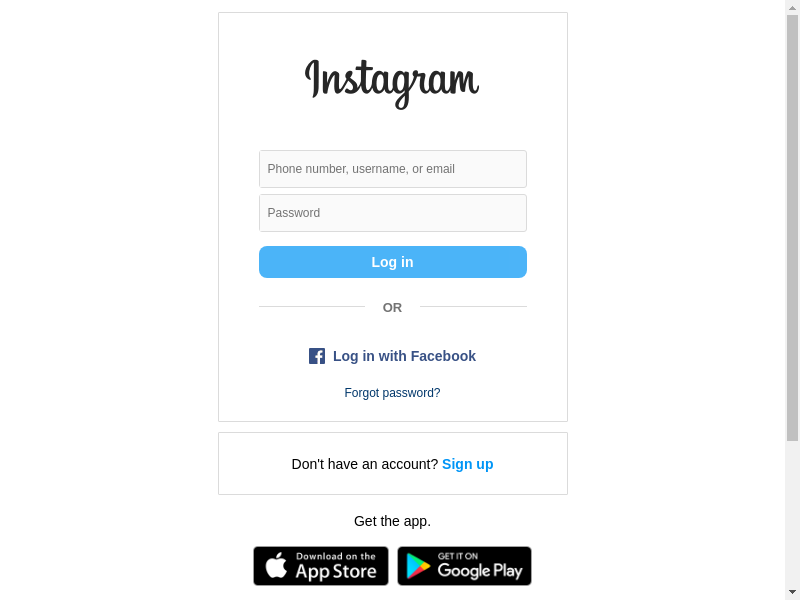 Instagram
Phone number, username, or email
Password
Log in
OR
Log in with Facebook
Forgot password?
Don't have an account? Sign up
Get the app.
Download on the
App Store
GET IT ON
Google Play